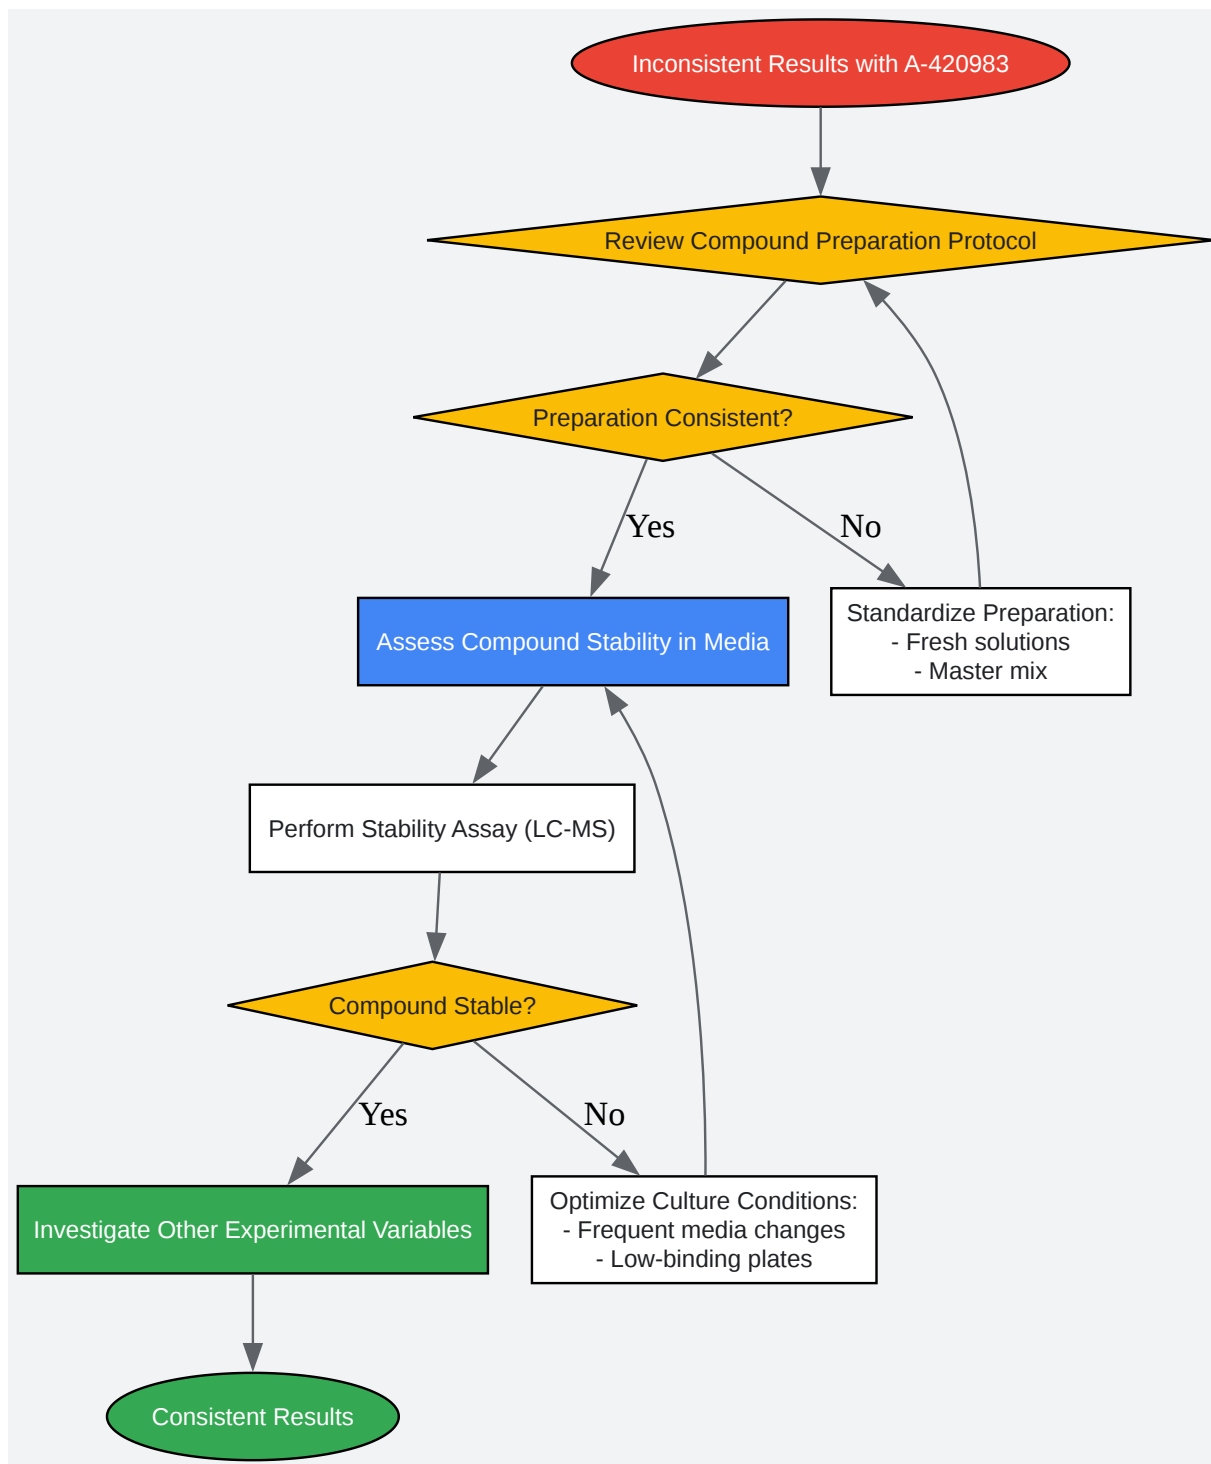 Inconsistent Results with A-420983
Review Compound Preparation Protocol
Preparation Consistent?
Yes
No
Assess Compound Stability in Media
Standardize Preparation:
- Fresh solutions
- Master mix
Perform Stability Assay (LC-MS)
Compound Stable?
Yes
No
Investigate Other Experimental Variables
Optimize Culture Conditions:
- Frequent media changes
- Low-binding plates
Consistent Results